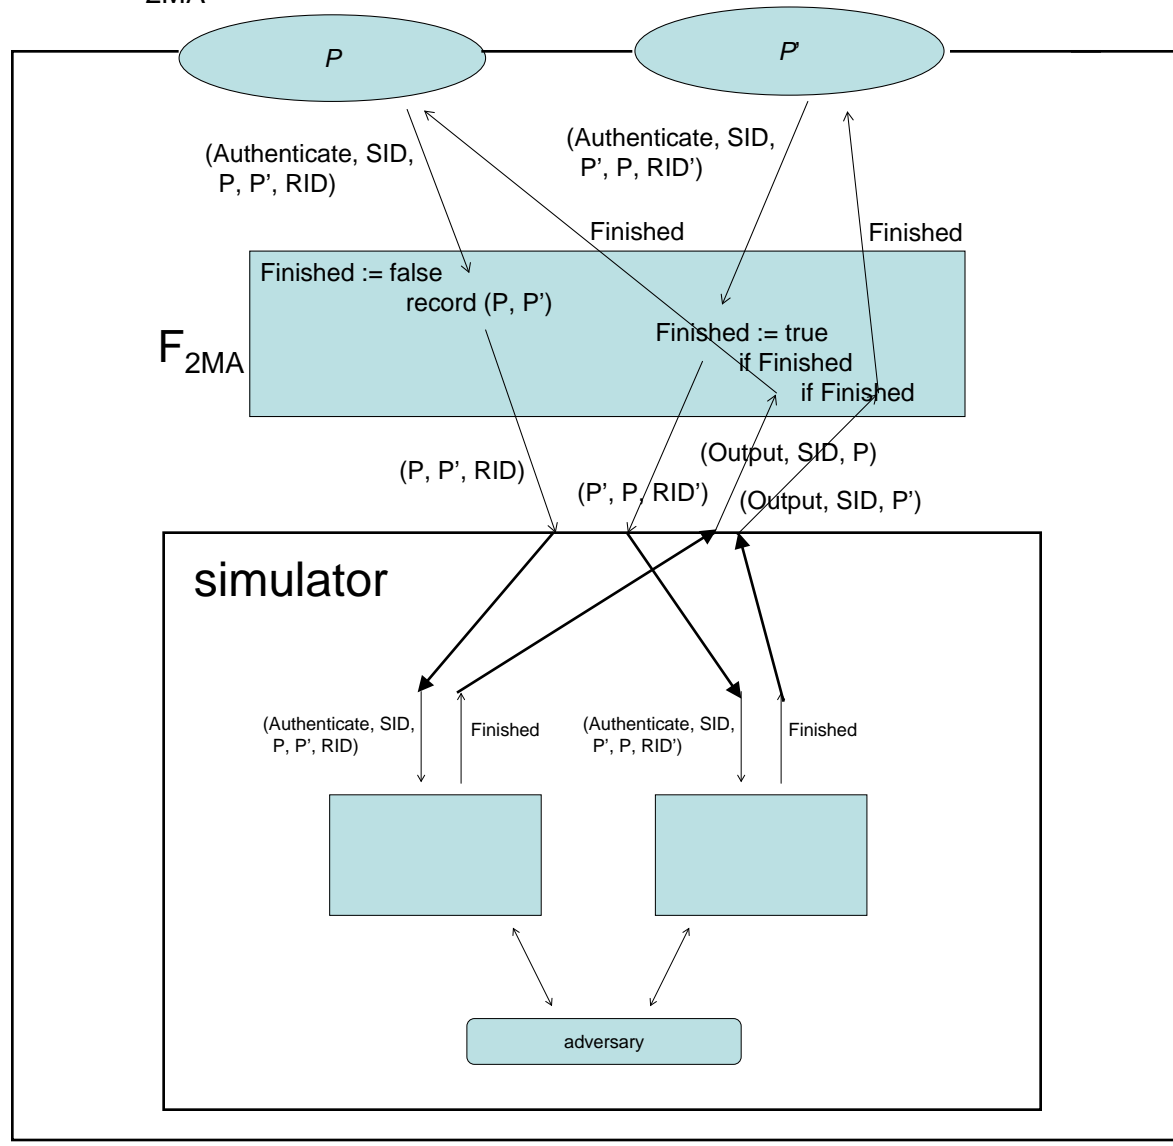 2MA
P
P'
(Authenticate, SID,
P, P', RID)
(Authenticate, SID,
P', P, RID')
Finished
Finished
Finished := false
record (P, P')
F2MA
Finished := true
if Finished
if Finished
(P, P', RID)
(P', P, RID')
(Output, SID, P)
(Output, SID, P')
simulator
(Authenticate, SID,
P, P', RID)
Finished
(Authenticate, SID,
P', P, RID')
Finished
adversary